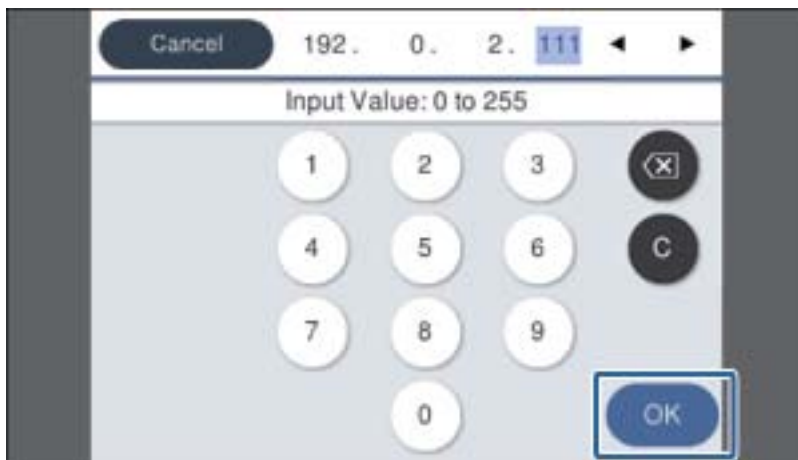 Cancel 192. 0. 2. 111 ◄ ►
Input Value: 0 to 255
1 2 3
4 5 6 C
7 8 9
0 OK